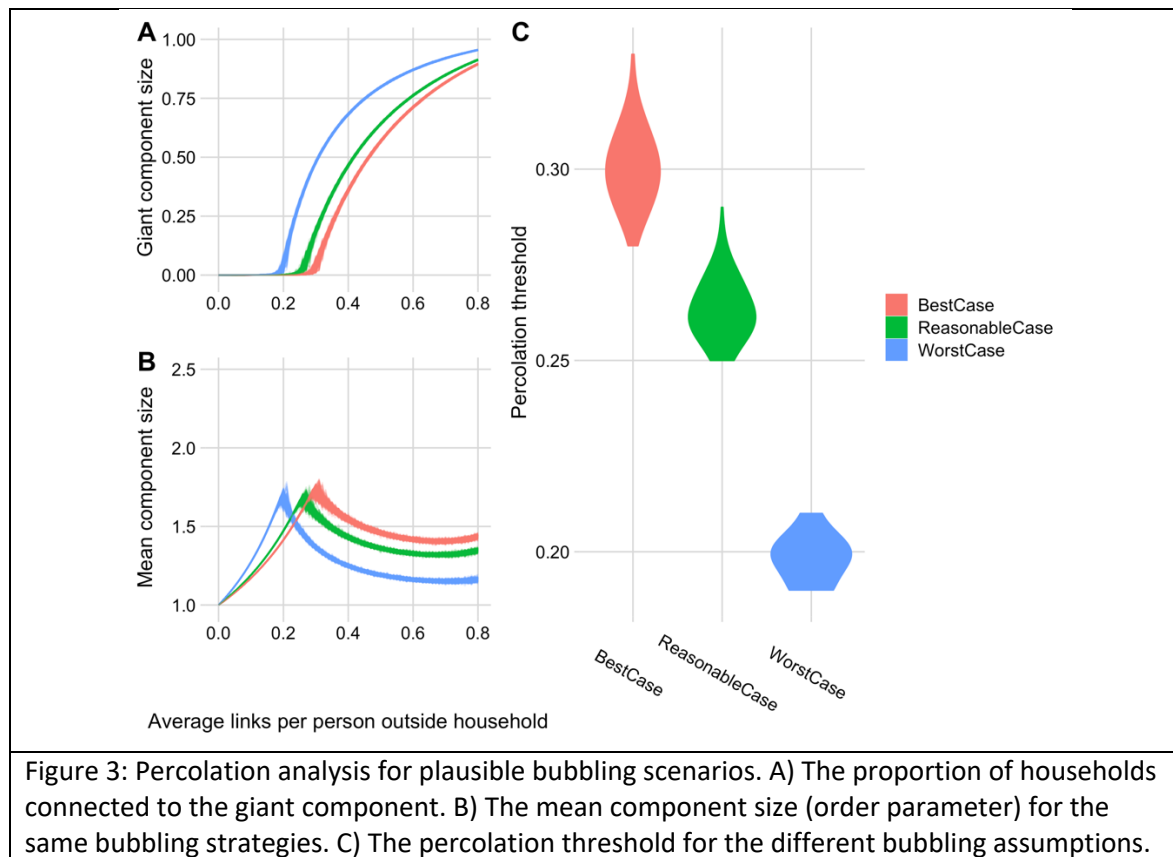 A
1.00
0.75
0.50
0.25
0.00
Giant component size
0.0 0.2 0.4 0.6 0.8
B
2.5
2.0
1.5
1.0
Mean component size
0.0 0.2 0.4 0.6 0.8
Average links per person outside household
C
0.30
0.25
0.20
Percolation threshold
BestCase
ReasonableCase
WorstCase
BestCase
ReasonableCase
WorstCase
Figure 3: Percolation analysis for plausible bubbling scenarios. A) The proportion of households
connected to the giant component. B) The mean component size (order parameter) for the
same bubbling strategies. C) The percolation threshold for the different bubbling assumptions.